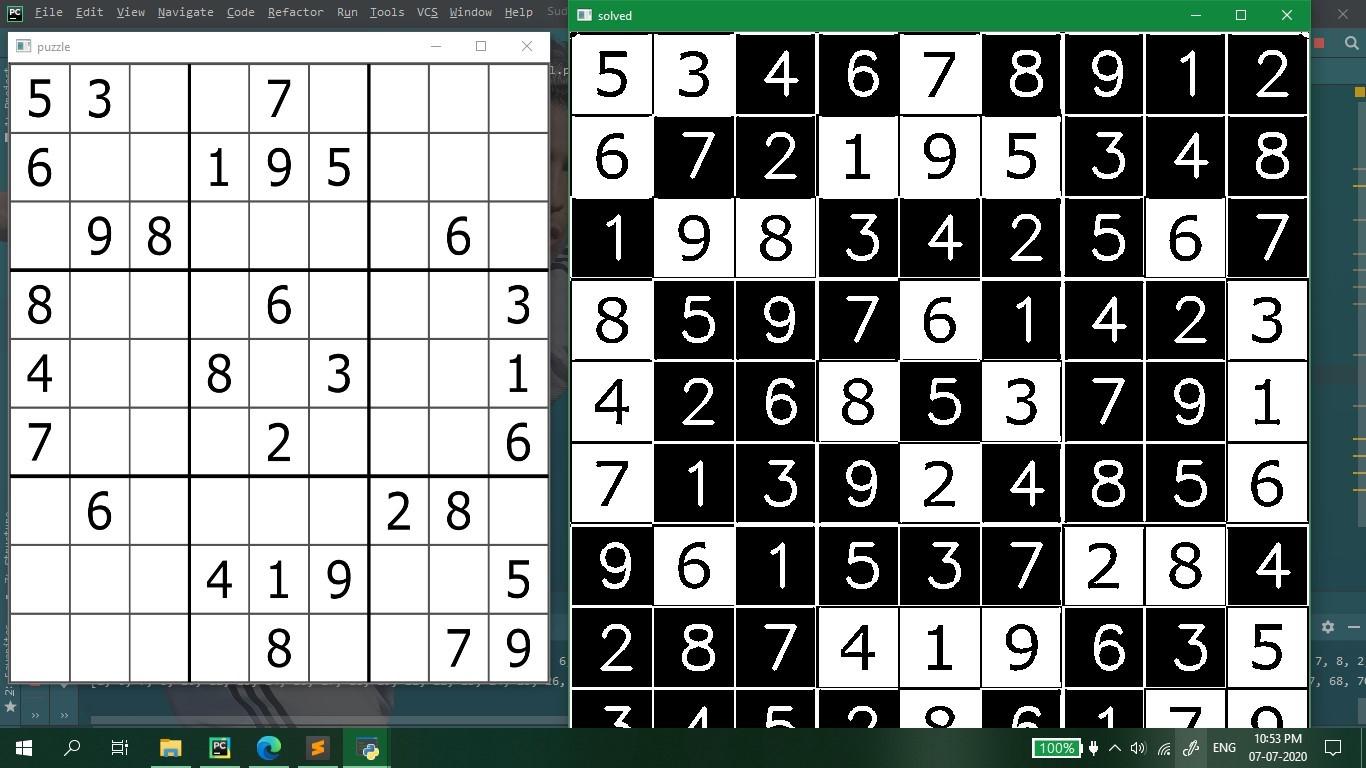 PC File Edit View Navigate Code Refactor Run Tools VCS Window Help Sud
puzzle
5 3 7
6 1 9 5
9 8 6
8 6 3
4 8 3 1
7 2 6
6 2 8
4 1 9 5
8 7 9
solved
5 3 4 6 7 8 9 1 2
6 7 2 1 9 5 3 4 8
1 9 8 3 4 2 5 6 7
8 5 9 7 6 1 4 2 3
4 2 6 8 5 3 7 9 1
7 1 3 9 2 4 8 5 6
9 6 1 5 3 7 2 8 4
2 8 7 4 1 9 6 3 5
3 4 5 2 8 6 1 7 9
7, 8, 2
7, 68, 70
100% ENG 10:53 PM
07-07-2020